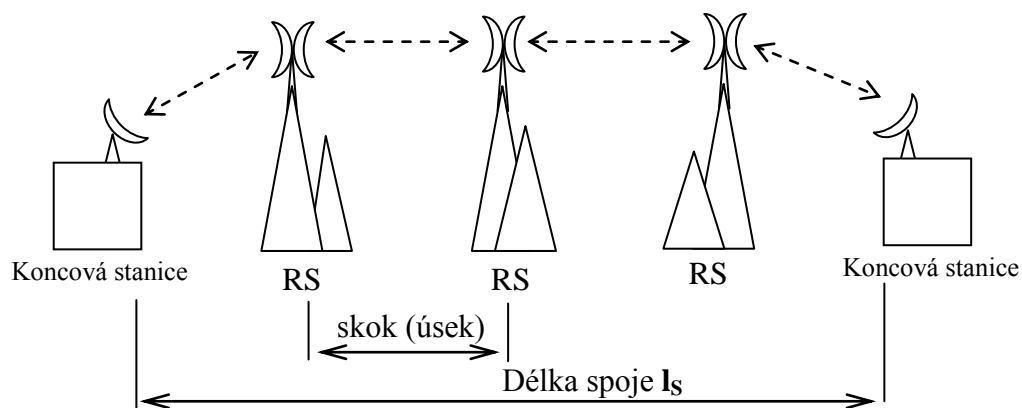 Koncová stanice
RS
RS
RS
Koncová stanice
skok (úsek)
Délka spoje lS